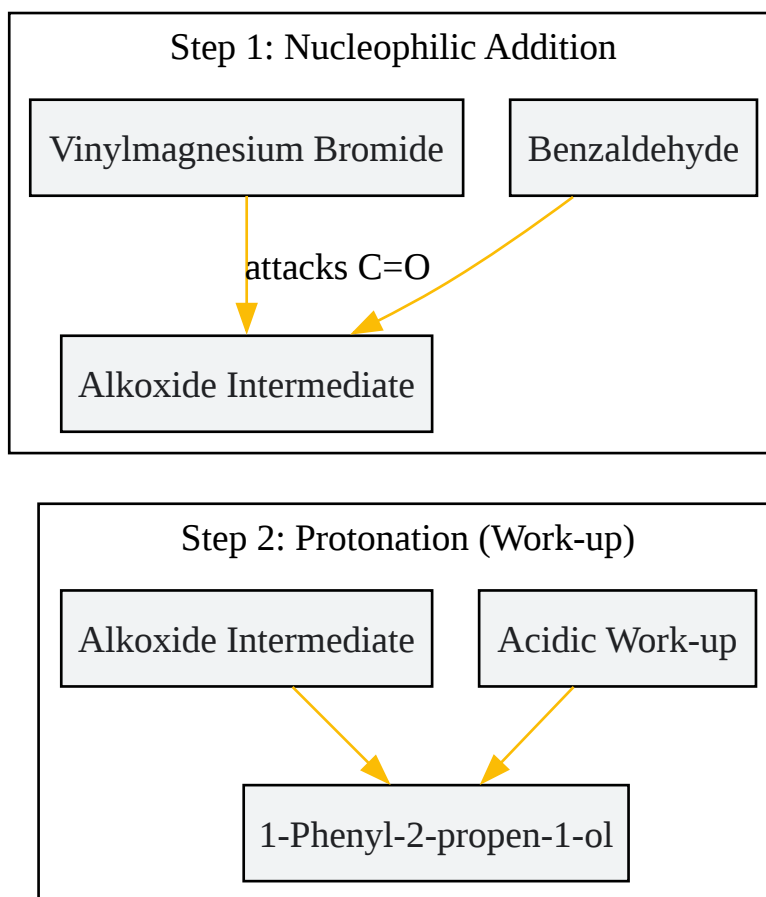 Step 1: Nucleophilic Addition
Vinylmagnesium Bromide
Benzaldehyde
attacks C=O
Alkoxide Intermediate
Step 2: Protonation (Work-up)
Alkoxide Intermediate
Acidic Work-up
1-Phenyl-2-propen-1-ol